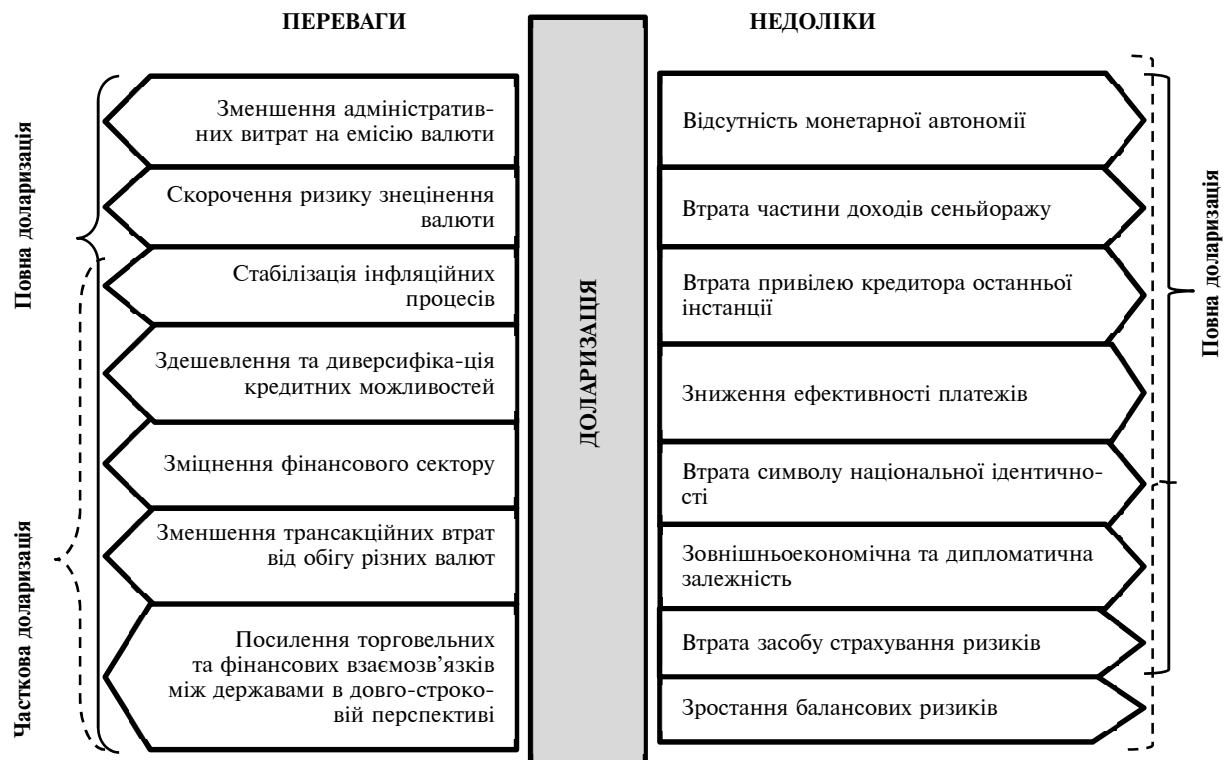 ПЕРЕВАГИ
НЕДОЛІКИ
Повна доларизація
Часткова доларизація
Зменшення адміністратив-
них витрат на емісію валюти
Скорочення ризику знецінення
валюти
Стабілізація інфляційних
процесів
Здешевлення та диверсифіка-ція
кредитних можливостей
Зміцнення фінансового сектору
Зменшення трансакційних втрат
від обігу різних валют
Посилення торговельних
та фінансових взаємозв'язків
між державами в довго-строко-
вій перспективі
ДОЛАРИЗАЦІЯ
Відсутність монетарної автономії
Втрата частини доходів сеньйоражу
Втрата привілею кредитора останньої
інстанції
Зниження ефективності платежів
Втрата символу національної ідентично-
сті
Зовнішньоекономічна та дипломатична
залежність
Втрата засобу страхування ризиків
Зростання балансових ризиків
Повна доларизація